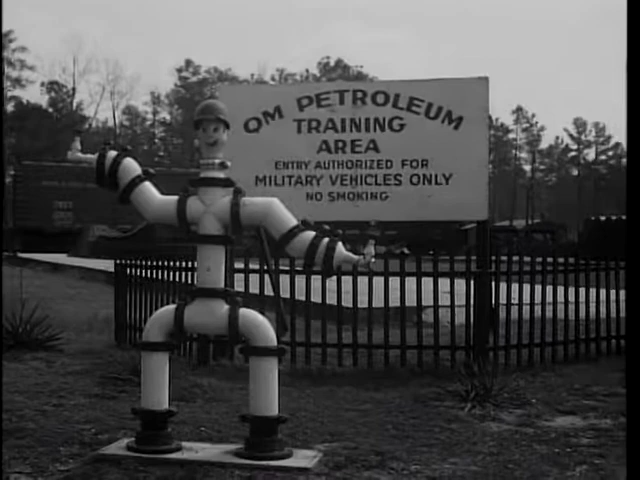 QM PETROLEUM
TRAINING
AREA
ENTRY AUTHORIZED FOR
MILITARY VEHICLES ONLY
NO SMOKING